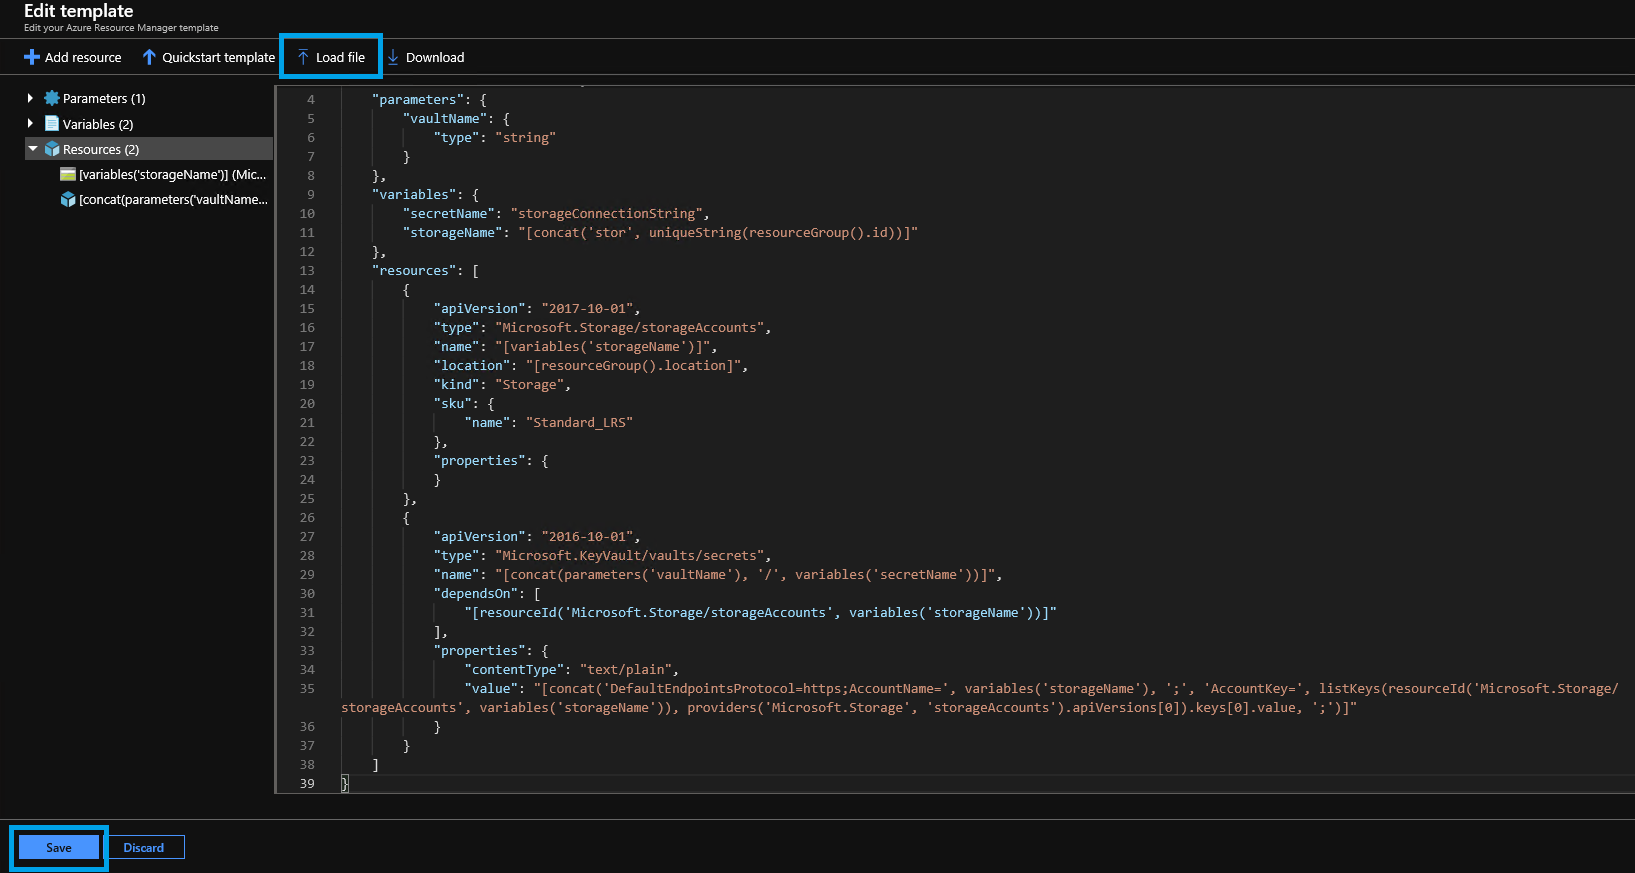 Edit template
Edit your Azure Resource Manager template
Add resource Quickstart template Load file Download
Parameters (1)
Variables (2)
Resources (2)
[variables('storageName')] (Mic...
[concat(parameters('vaultName...
4 "parameters": {
5 "vaultName": {
6 "type": "string"
7 }
8 },
9 "variables": {
10 "secretName": "storageConnectionString",
11 "storageName": "[concat('stor', uniqueString(resourceGroup().id))]"
12 },
13 "resources": [
14 {
15 "apiVersion": "2017-10-01",
16 "type": "Microsoft.Storage/storageAccounts",
17 "name": "[variables('storageName')]",
18 "location": "[resourceGroup().location]",
19 "kind": "Storage",
20 "sku": {
21 "name": "Standard_LRS"
22 },
23 "properties": {
24 }
25 },
26 {
27 "apiVersion": "2016-10-01",
28 "type": "Microsoft.KeyVault/vaults/secrets",
29 "name": "[concat(parameters('vaultName'), '/', variables('secretName'))]",
30 "dependsOn": [
31 "[resourceId('Microsoft.Storage/storageAccounts', variables('storageName'))]"
32 ],
33 "properties": {
34 "contentType": "text/plain",
35 "value": "[concat('DefaultEndpointsProtocol=https;AccountName=', variables('storageName'), ';', 'AccountKey=', listKeys(resourceId('Microsoft.Storage/
storageAccounts', variables('storageName')), providers('Microsoft.Storage', 'storageAccounts').apiVersions[0]).keys[0].value, ';')]"
36 }
37 }
38 ]
39 }
Save Discard